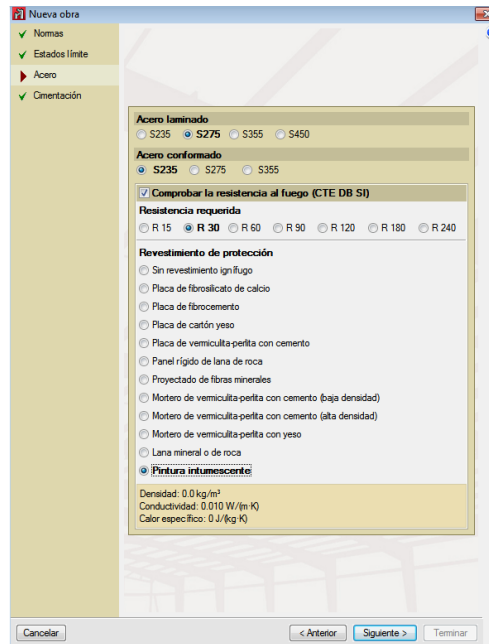 Nueva obra
Normas
Estados límite
Acero
Cimentación
Acero laminado
S235 S275 S355 S450
Acero conformado
S235 S275 S355
Comprobar la resistencia al fuego (CTE DB SI)
Resistencia requerida
R 15 R 30 R 60 R 90 R 120 R 180 R 240
Revestimiento de protección
Sin revestimiento ignífugo
Placa de fibrosilicato de calcio
Placa de fibrocemento
Placa de cartón yeso
Placa de vermiculita-perlita con cemento
Panel rígido de lana de roca
Proyectado de fibras minerales
Mortero de vermiculita-perlita con cemento (baja densidad)
Mortero de vermiculita-perlita con cemento (alta densidad)
Mortero de vermiculita-perlita con yeso
Lana mineral o de roca
Pintura intumescente
Densidad: 0.0 kg/m³
Conductividad: 0.010 W/(m·K)
Calor específico: 0 J/(kg·K)
Cancelar < Anterior Siguiente > Terminar